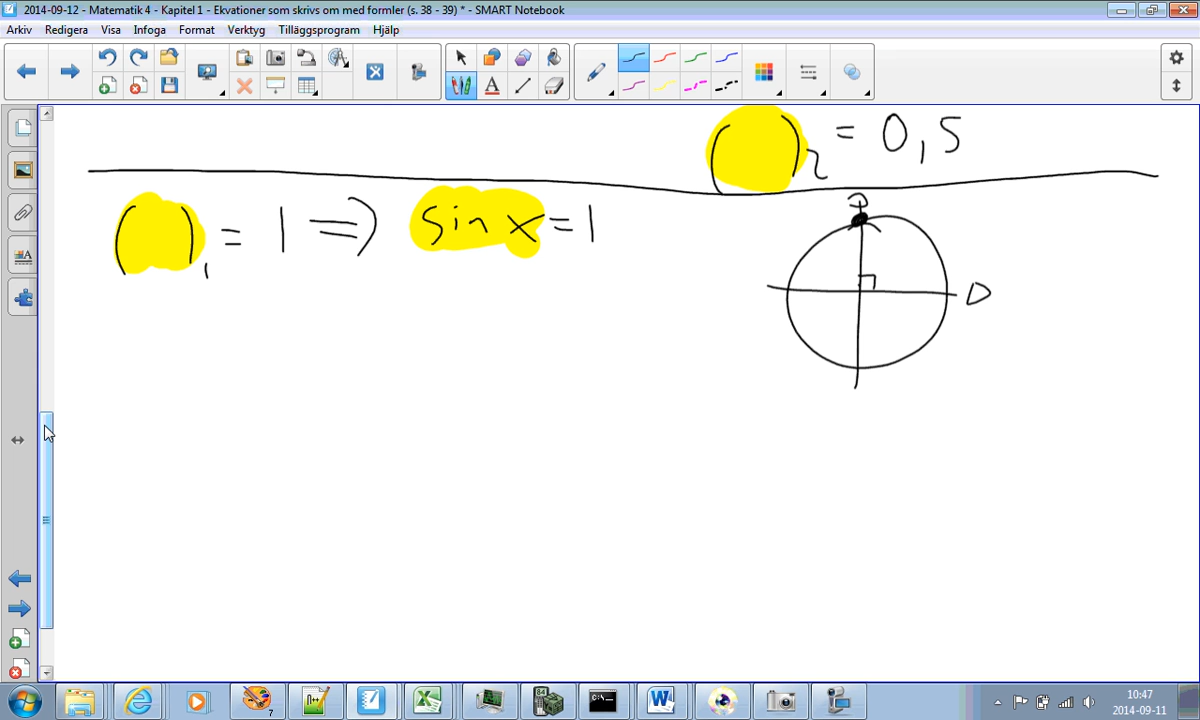 2014-09-12 - Matematik 4 - Kapitel 1 - Ekvationer som skrivs om med formler (s. 38 - 39) * - SMART Notebook
Arkiv Redigera Visa Infoga Format Verktyg Tilläggsprogram Hjälp
( )₂ = 0,5
( )₁ = 1 ⇒ sin x = 1
10:47
2014-09-11